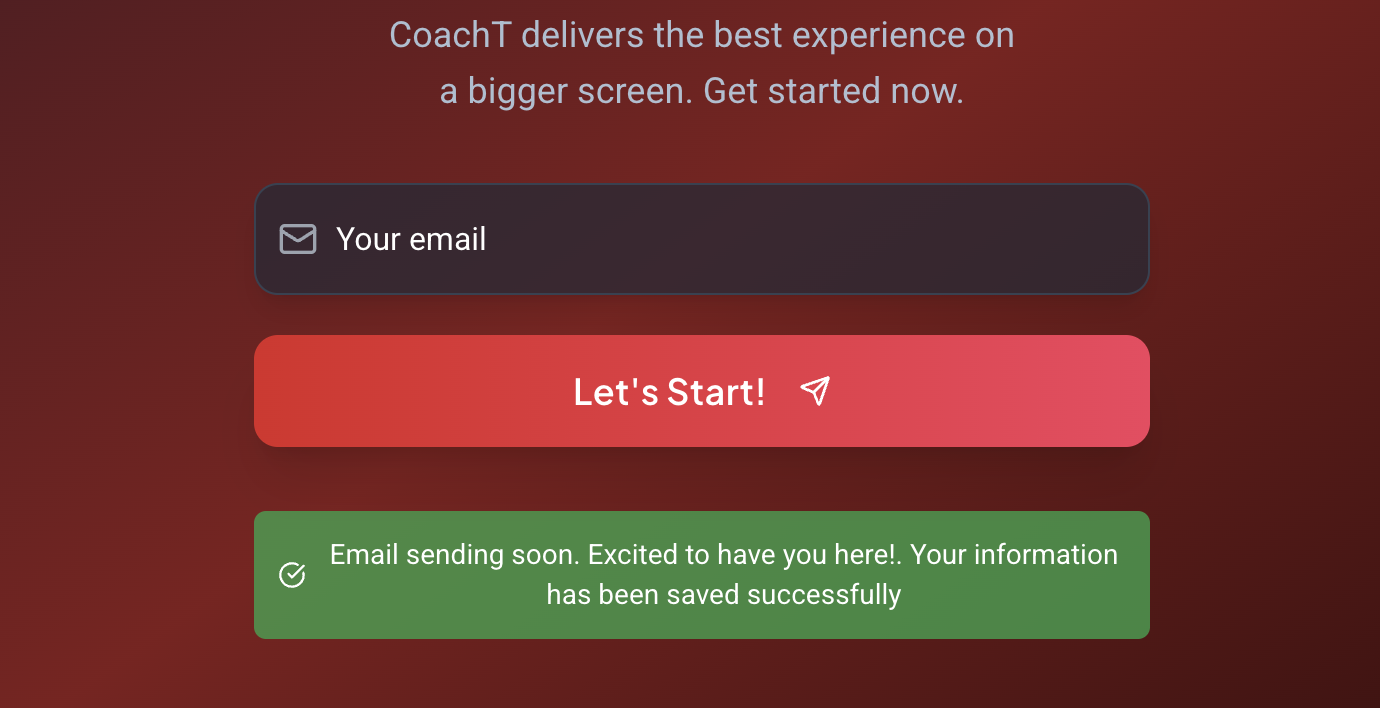 CoachT delivers the best experience on
a bigger screen. Get started now.
Your email
Let's Start!
Email sending soon. Excited to have you here!. Your information
has been saved successfully